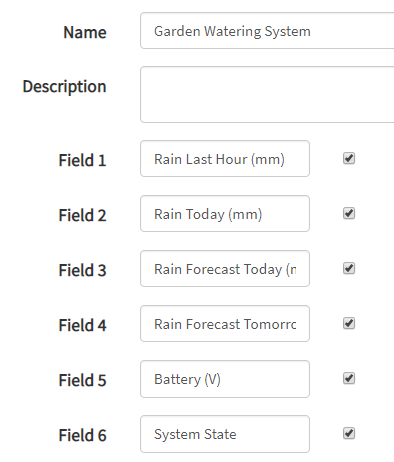 Name Garden Watering System
Description
Field 1 Rain Last Hour (mm)
Field 2 Rain Today (mm)
Field 3 Rain Forecast Today (
Field 4 Rain Forecast Tomorrc
Field 5 Battery (V)
Field 6 System State